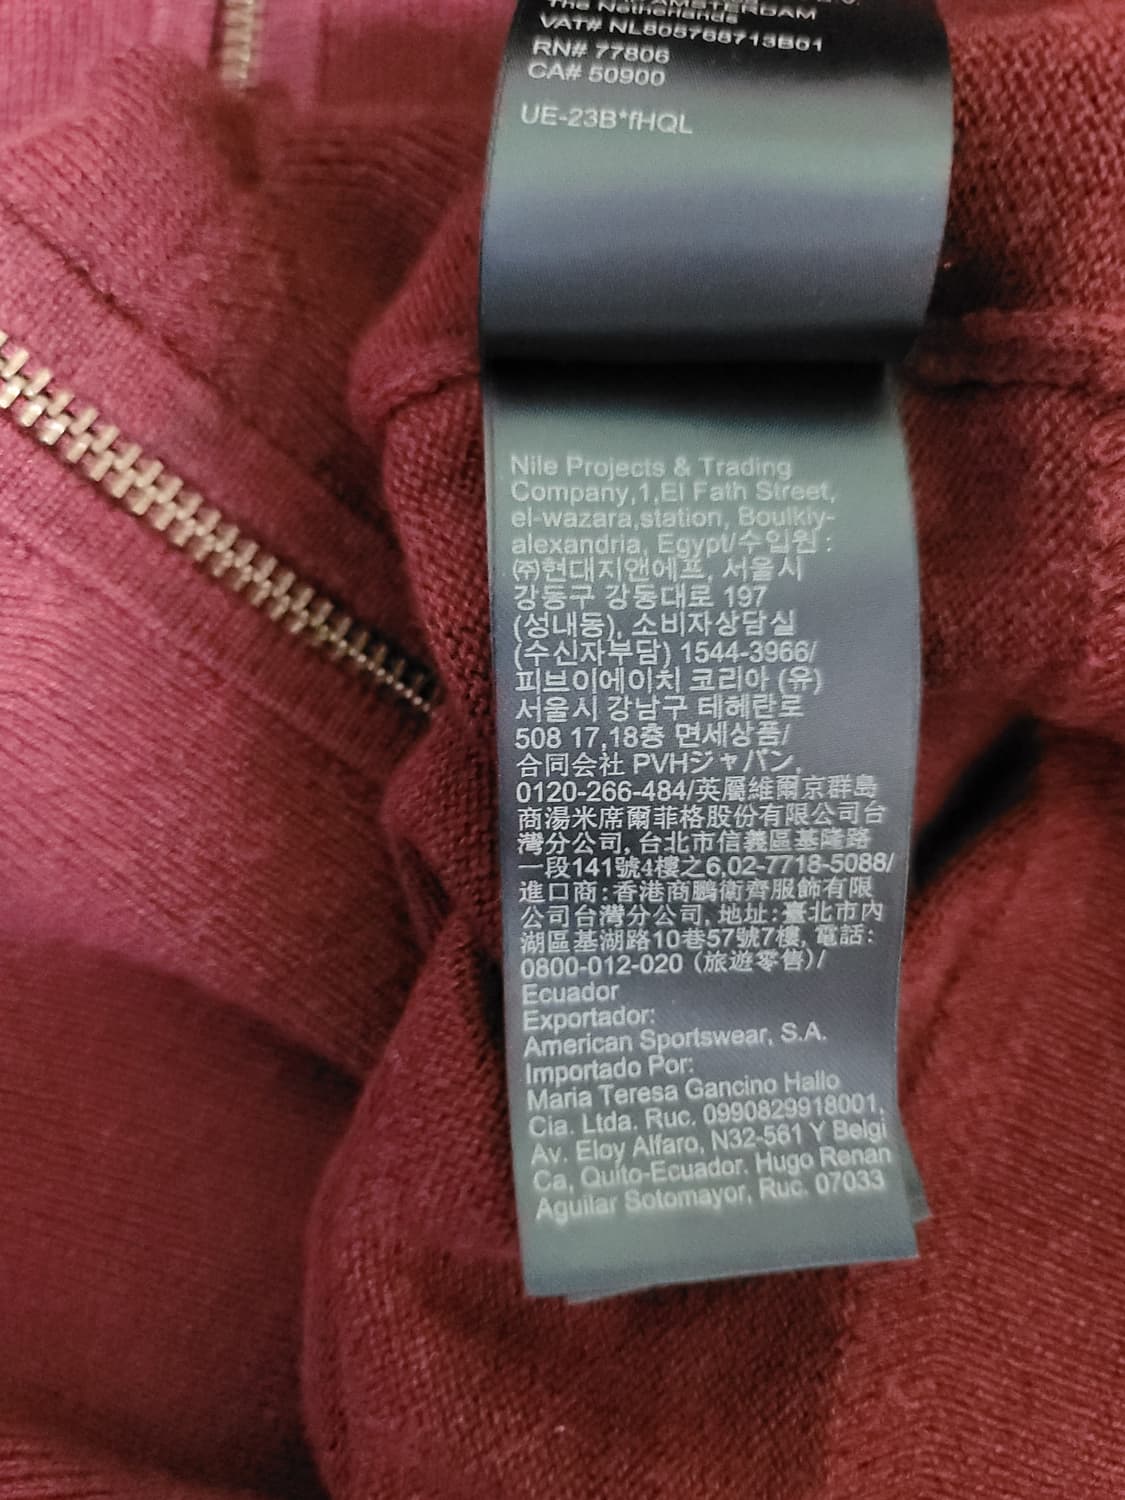 AMSTERDAM
The Netherlands
VAT# NL805768713B01
RN# 77806
CA# 50900
UE-23B*fHQL
Nile Projects & Trading
Company,1,El Fath Street,
el-wazara,station, Boulkly-
alexandria, Egypt/수입원 :
㈜현대지앤에프, 서울시
강동구 강동대로 197
(성내동), 소비자상담실
(수신자부담) 1544-3966/
피브이에이치 코리아 (유)
서울시 강남구 테헤란로
508 17,18층 면세상품/
合同会社 PVHジャパン,
0120-266-484/英屬維爾京群島
商湯米席爾菲格股份有限公司台
灣分公司, 台北市信義區基隆路
一段141號4樓之6,02-7718-5088/
進口商:香港商鵬衛齊服飾有限
公司台灣分公司, 地址:臺北市內
湖區基湖路10巷57號7樓, 電話:
0800-012-020 (旅遊零售)/
Ecuador
Exportador:
American Sportswear, S.A.
Importado Por:
Maria Teresa Gancino Hallo
Cia. Ltda. Ruc. 0990829918001,
Av. Eloy Alfaro, N32-561 Y Belgi
Ca, Quito-Ecuador. Hugo Renan
Aguilar Sotomayor, Ruc. 07033